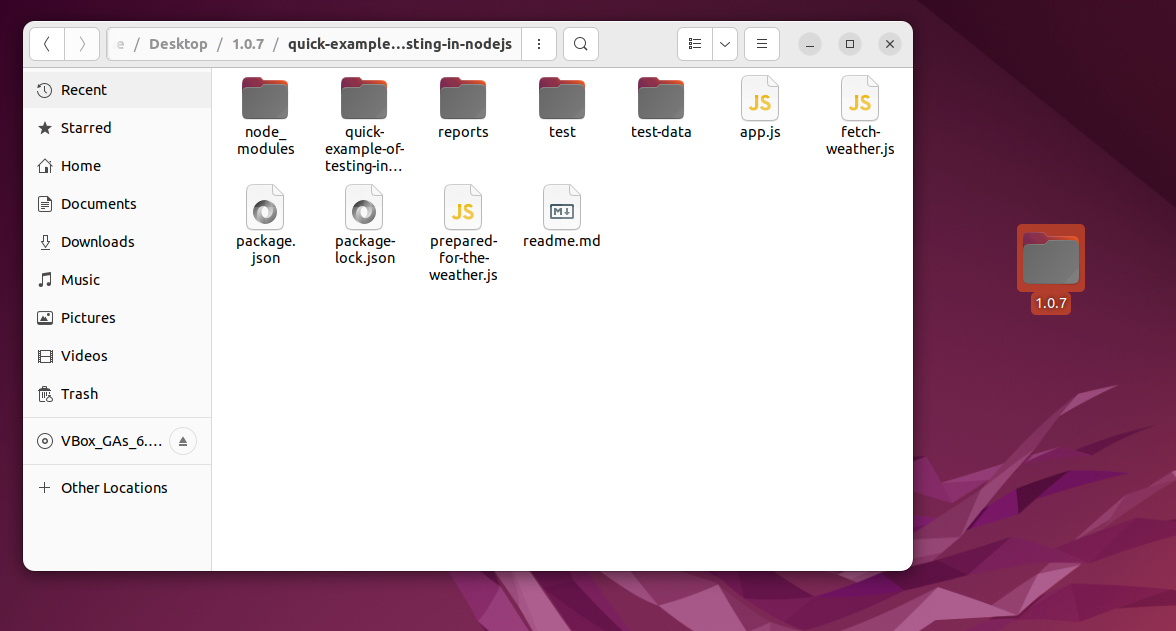 e / Desktop / 1.0.7 / quick-example…sting-in-nodejs
Recent
Starred
Home
Documents
Downloads
Music
Pictures
Videos
Trash
VBox_GAs_6.…
Other Locations
node_
modules
quick-
example-of-
testing-in…
reports
test
test-data
JS
app.js
JS
fetch-
weather.js
package.
json
package-
lock.json
JS
prepared-
for-the-
weather.js
M
readme.md
1.0.7